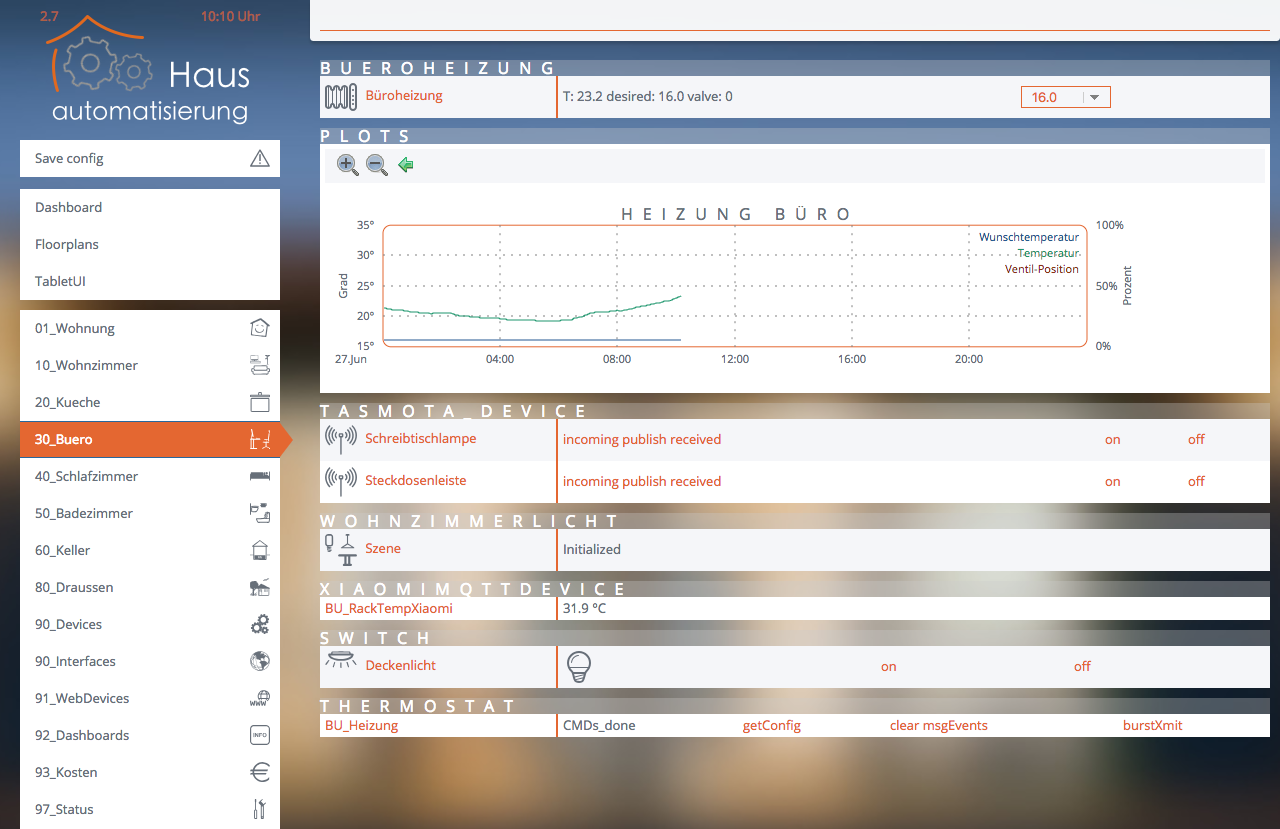 2.7 10:10 Uhr
Haus
automatisierung
Save config
Dashboard
Floorplans
TabletUI
01_Wohnung
10_Wohnzimmer
20_Kueche
30_Buero
40_Schlafzimmer
50_Badezimmer
60_Keller
80_Draussen
90_Devices
90_Interfaces
91_WebDevices
WWW
92_Dashboards
INFO
93_Kosten
97_Status
BUEROHEIZUNG
Büroheizung T: 23.2 desired: 16.0 valve: 0 16.0
PLOTS
HEIZUNG BÜRO
35° 100%
Wunschtemperatur
30° Temperatur
Ventil-Position
25° 50%
Grad Prozent
20°
15° 0%
27.Jun 04:00 08:00 12:00 16:00 20:00
TASMOTA_DEVICE
Schreibtischlampe incoming publish received on off
Steckdosenleiste incoming publish received on off
WOHNZIMMERLICHT
Szene Initialized
XIAOMIMQTTDEVICE
BU_RackTempXiaomi 31.9 °C
SWITCH
Deckenlicht on off
THERMOSTAT
BU_Heizung CMDs_done getConfig clear msgEvents burstXmit